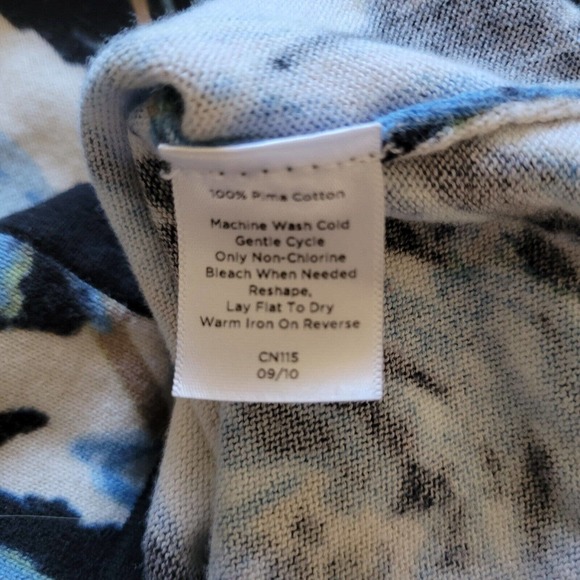 100% Pima Cotton
Machine Wash Cold
Gentle Cycle
Only Non-Chlorine
Bleach When Needed
Reshape,
Lay Flat To Dry
Warm Iron On Reverse
CN115
09/10